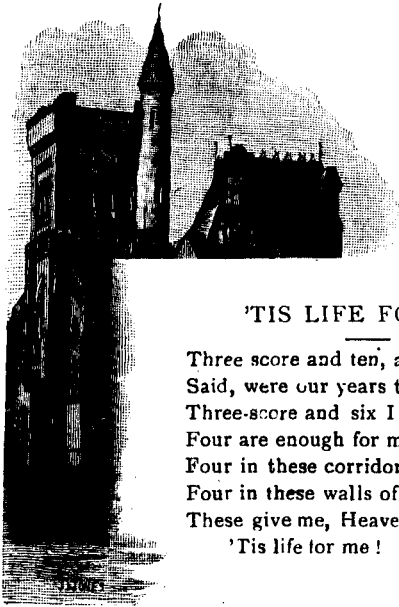 'TIS LIFE FO
Three score and ten, a
Said, were our years t
Three-score and six I
Four are enough for m
Four in these corridor
Four in these walls of
These give me, Heave
'Tis life for me !